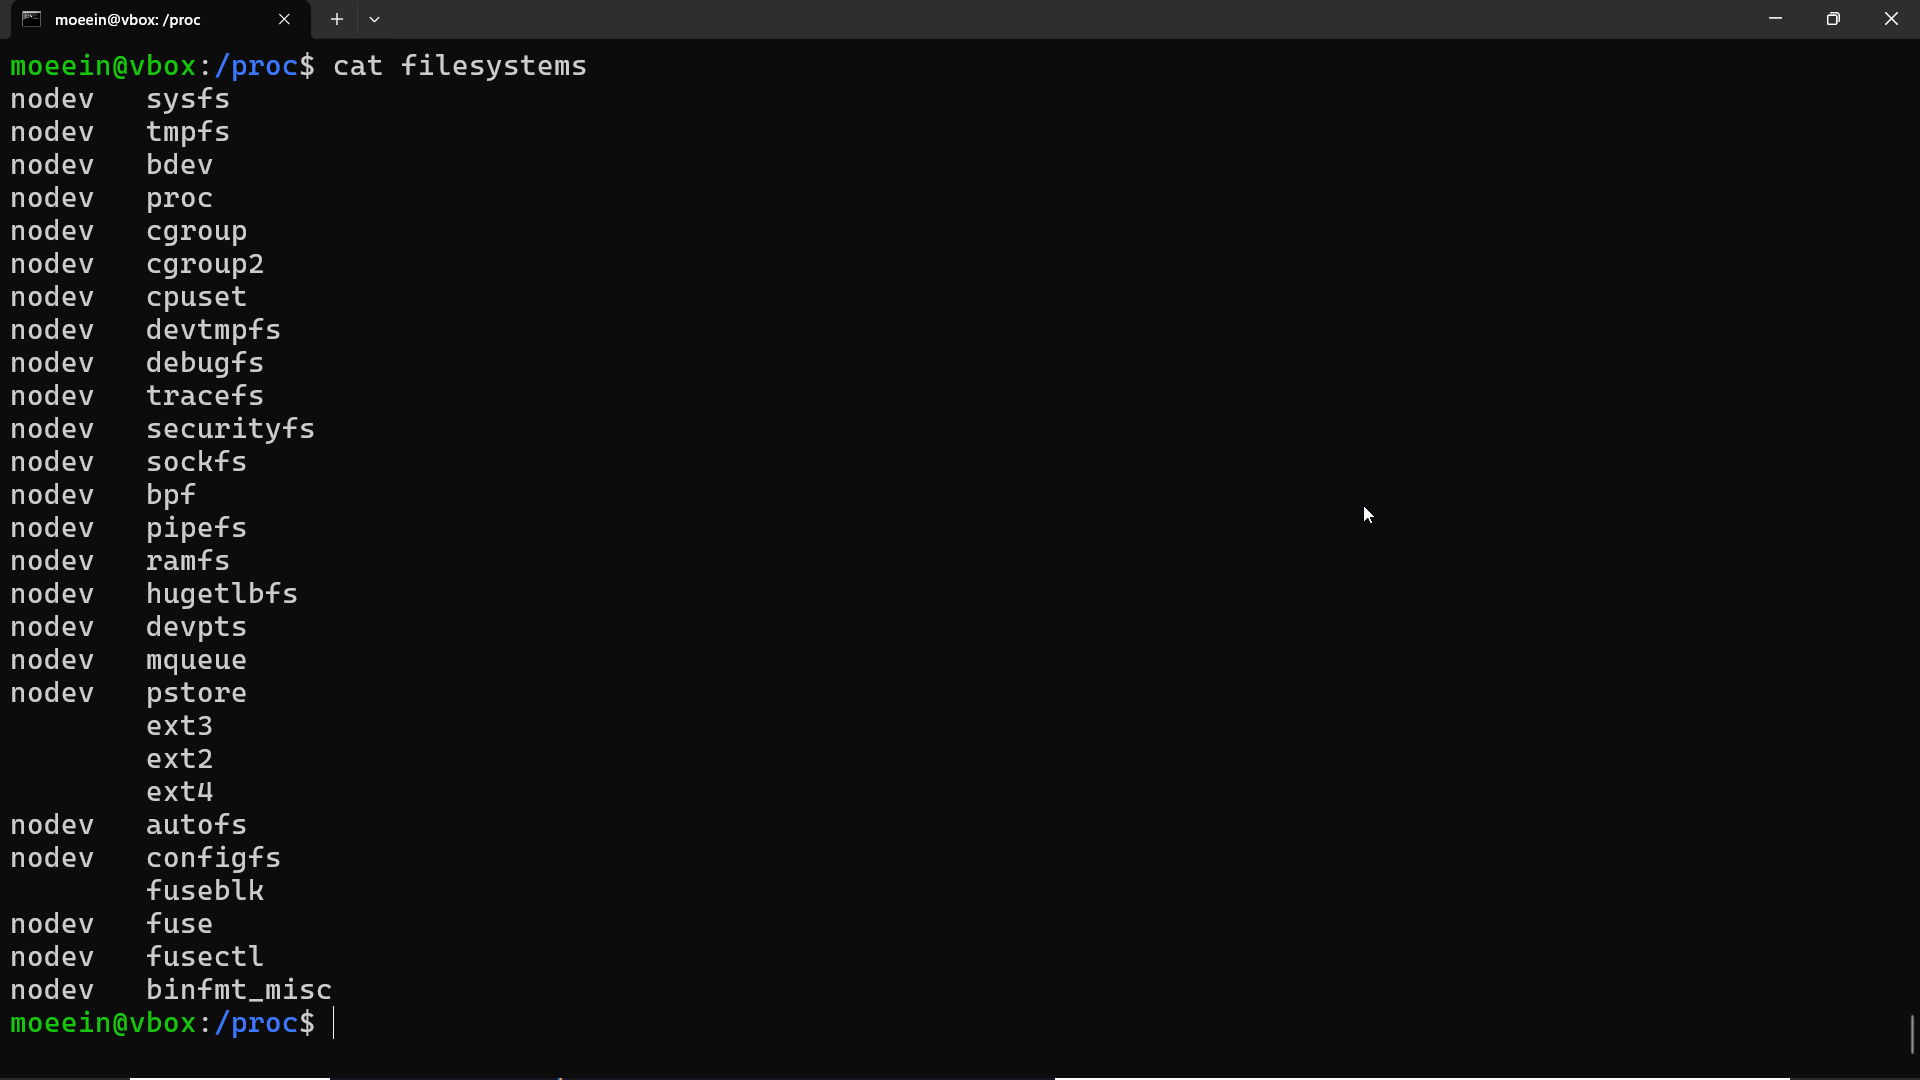 moeein@vbox: /proc
moeein@vbox:/proc$ cat filesystems
nodev   sysfs
nodev   tmpfs
nodev   bdev
nodev   proc
nodev   cgroup
nodev   cgroup2
nodev   cpuset
nodev   devtmpfs
nodev   debugfs
nodev   tracefs
nodev   securityfs
nodev   sockfs
nodev   bpf
nodev   pipefs
nodev   ramfs
nodev   hugetlbfs
nodev   devpts
nodev   mqueue
nodev   pstore
        ext3
        ext2
        ext4
nodev   autofs
nodev   configfs
        fuseblk
nodev   fuse
nodev   fusectl
nodev   binfmt_misc
moeein@vbox:/proc$